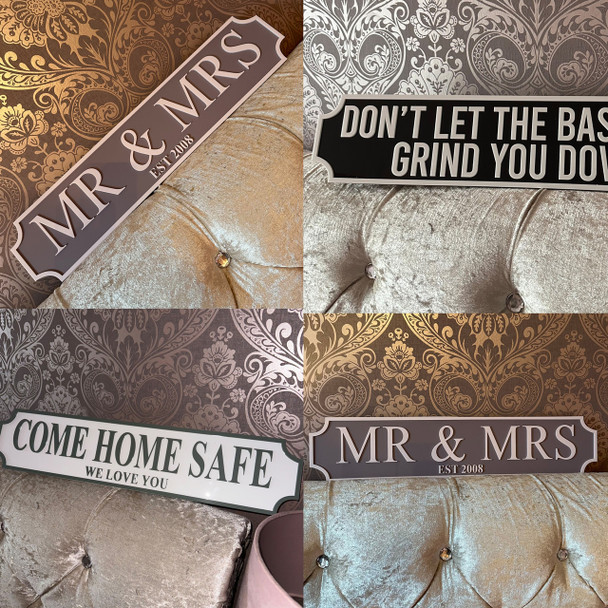 MR & MRS
EST 2008
DON'T LET THE BAS
GRIND YOU DOW
COME HOME SAFE
WE LOVE YOU
MR & MRS
EST 2008